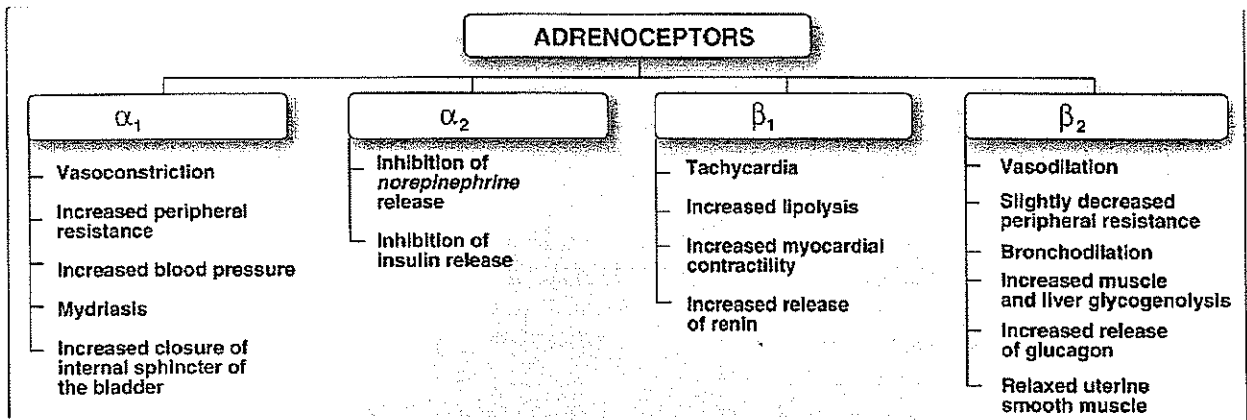 ADRENOCEPTORS
α1
Vasoconstriction
Increased peripheral
resistance
Increased blood pressure
Mydriasis
Increased closure of
internal sphincter of
the bladder
α2
Inhibition of
norepinephrine
release
Inhibition of
insulin release
β1
Tachycardia
Increased lipolysis
Increased myocardial
contractility
Increased release
of renin
β2
Vasodilation
Slightly decreased
peripheral resistance
Bronchodilation
Increased muscle
and liver glycogenolysis
Increased release
of glucagon
Relaxed uterine
smooth muscle